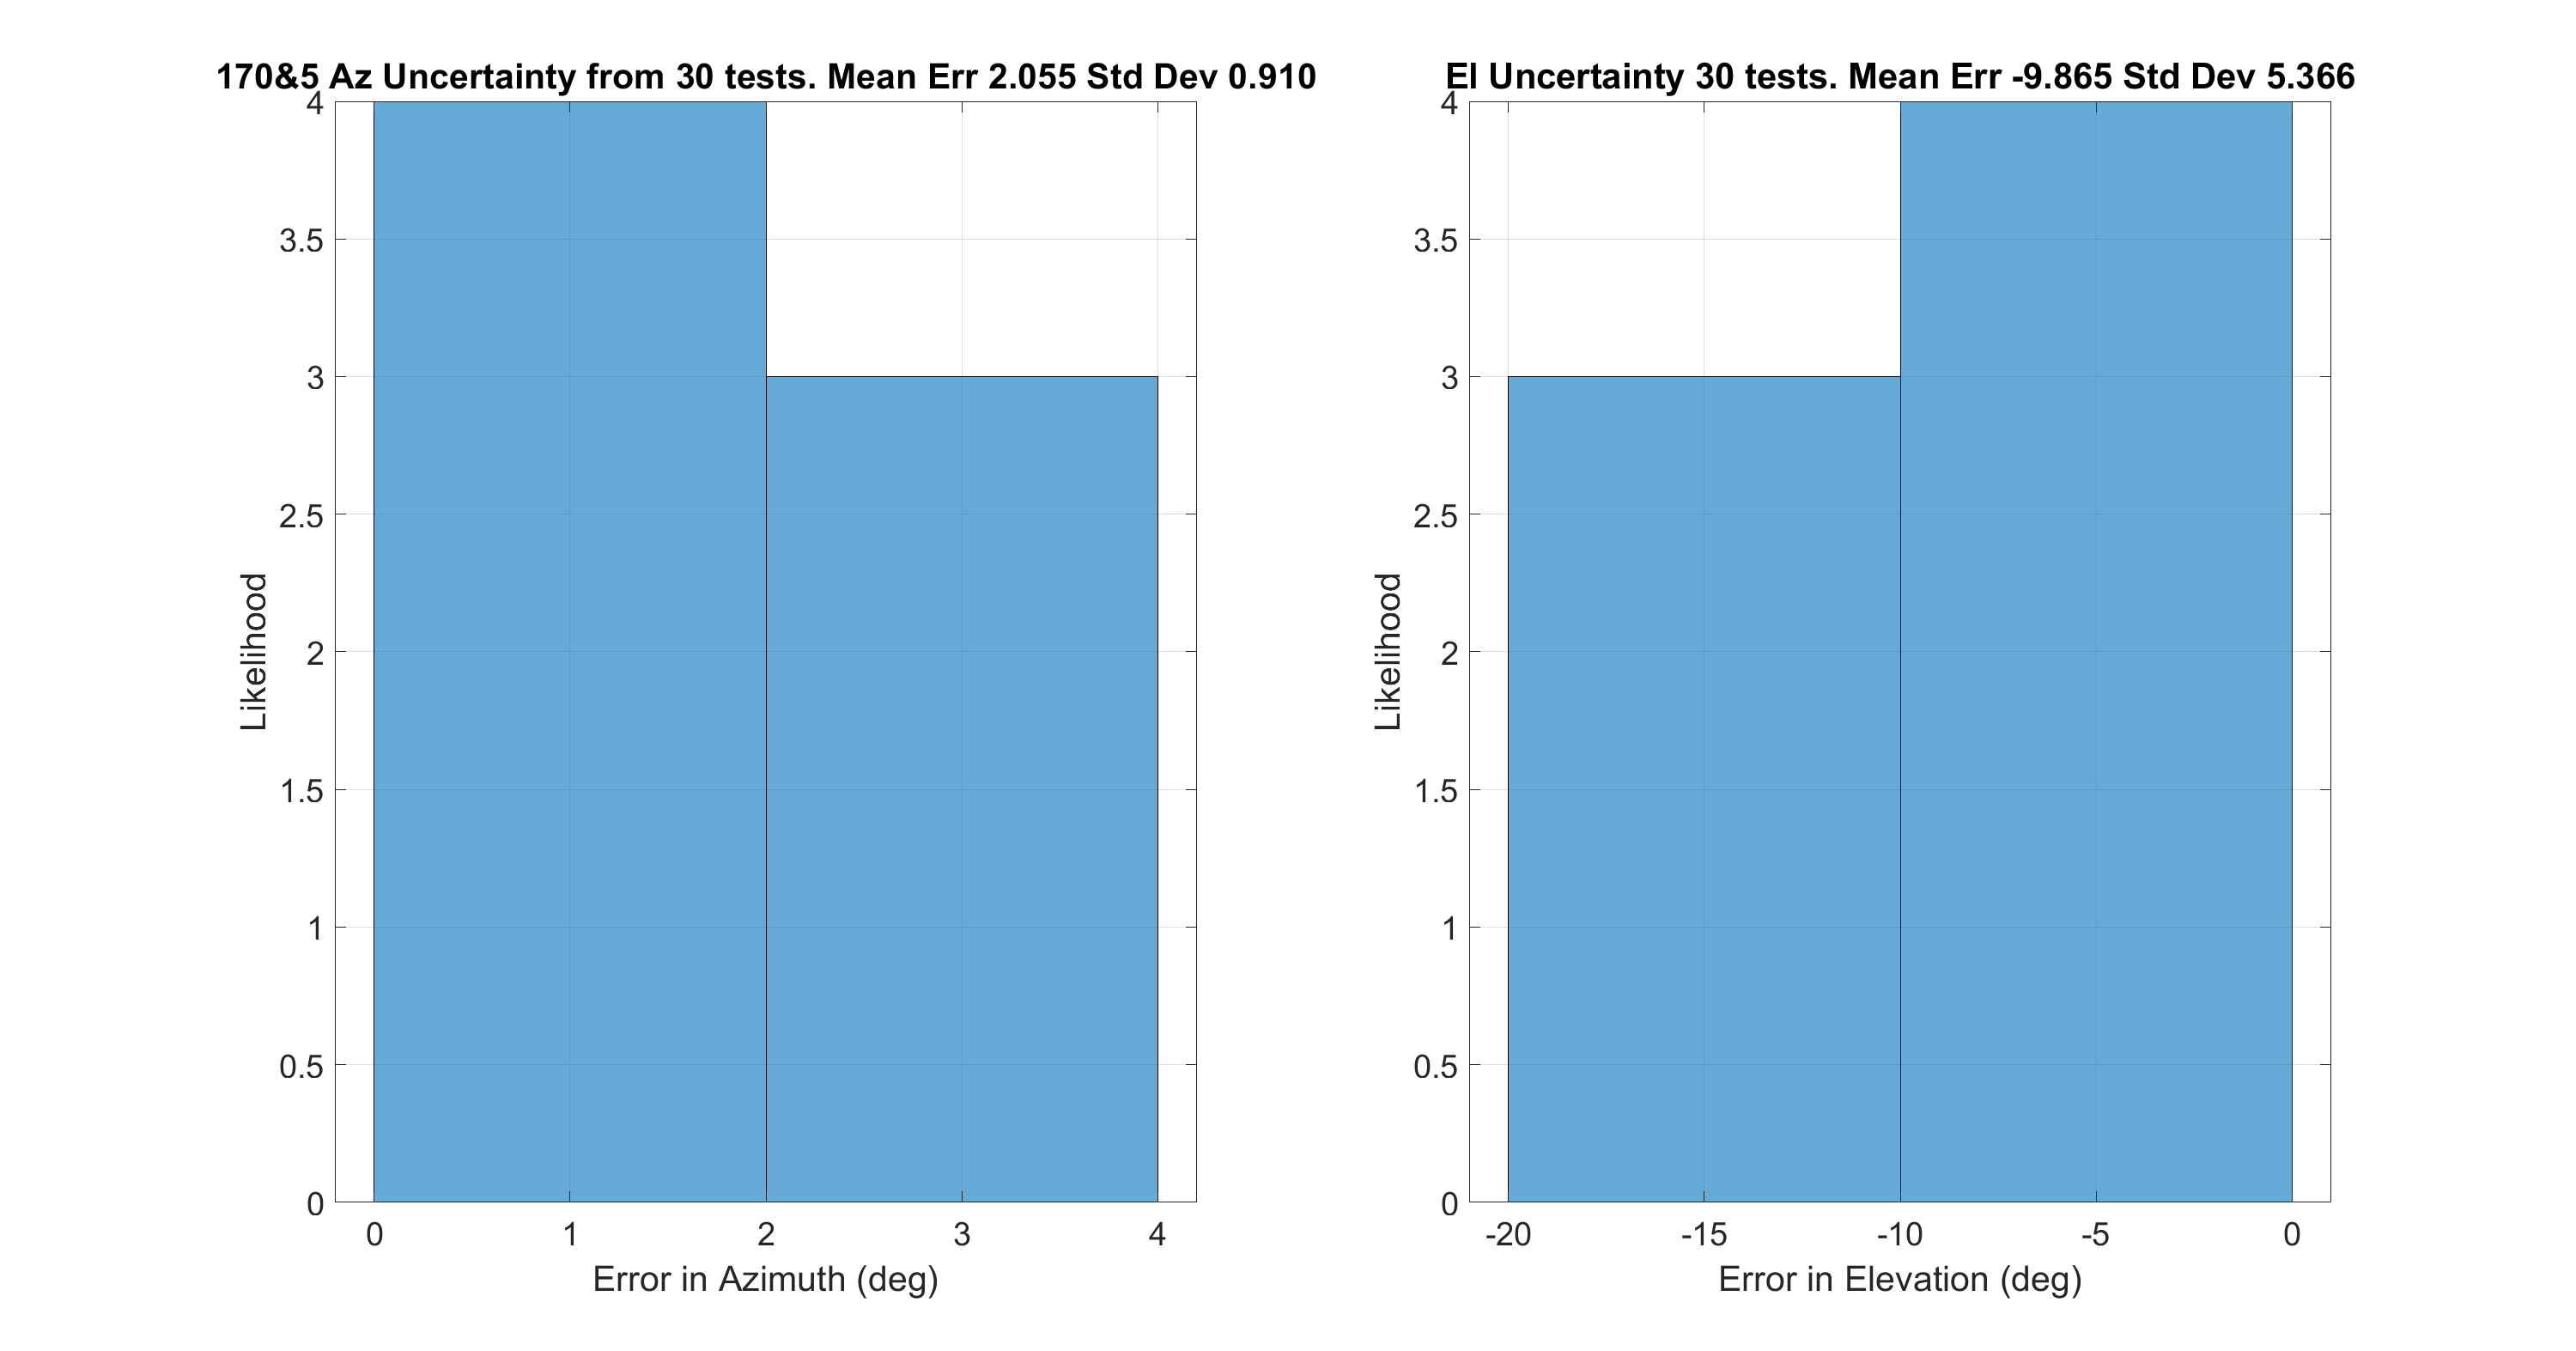 170&5 Az Uncertainty from 30 tests. Mean Err 2.055 Std Dev 0.910
4
3.5
3
2.5
2
1.5
1
0.5
0
Likelihood
0 1 2 3 4
Error in Azimuth (deg)
El Uncertainty 30 tests. Mean Err -9.865 Std Dev 5.366
4
3.5
3
2.5
2
1.5
1
0.5
0
Likelihood
-20 -15 -10 -5 0
Error in Elevation (deg)